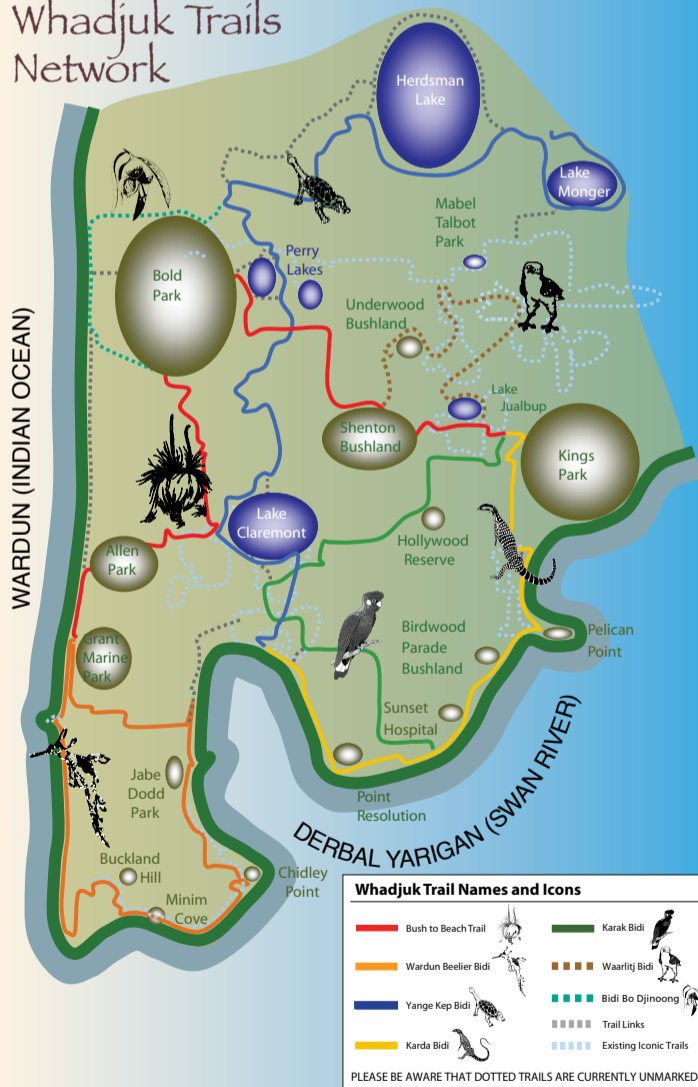 Whadjuk Trails
Network
Herdsman
Lake
Lake
Monger
Mabel
Talbot
Park
Perry
Lakes
Bold
Park
Underwood
Bushland
Lake
Jualbup
Shenton
Bushland
Kings
Park
WARDUN (INDIAN OCEAN)
Lake
Claremont
Hollywood
Reserve
Allen
Park
Grant
Marine
Park
Birdwood
Parade
Bushland
Pelican
Point
Sunset
Hospital
Jabe
Dodd
Park
Point
Resolution
DERBAL YARIGAN (SWAN RIVER)
Buckland
Hill
Chidley
Point
Minim
Cove
Whadjuk Trail Names and Icons
Bush to Beach Trail
Wardun Beelier Bidi
Yange Kep Bidi
Karda Bidi
Karak Bidi
Waarlitj Bidi
Bidi Bo Djinoong
Trail Links
Existing Iconic Trails
PLEASE BE AWARE THAT DOTTED TRAILS ARE CURRENTLY UNMARKED